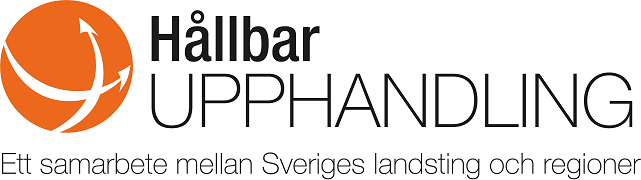 Hållbar
UPPHANDLING
Ett samarbete mellan Sveriges landsting och regioner